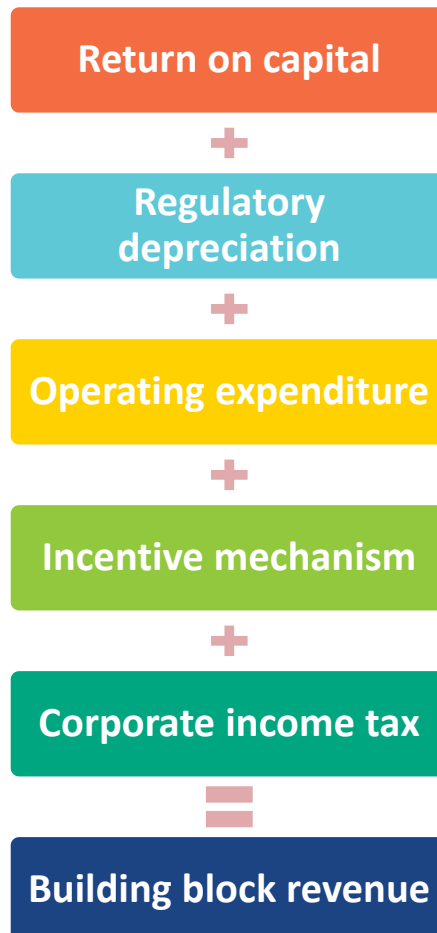 Return on capital
+
Regulatory
depreciation
+
Operating expenditure
+
Incentive mechanism
+
Corporate income tax
=
Building block revenue